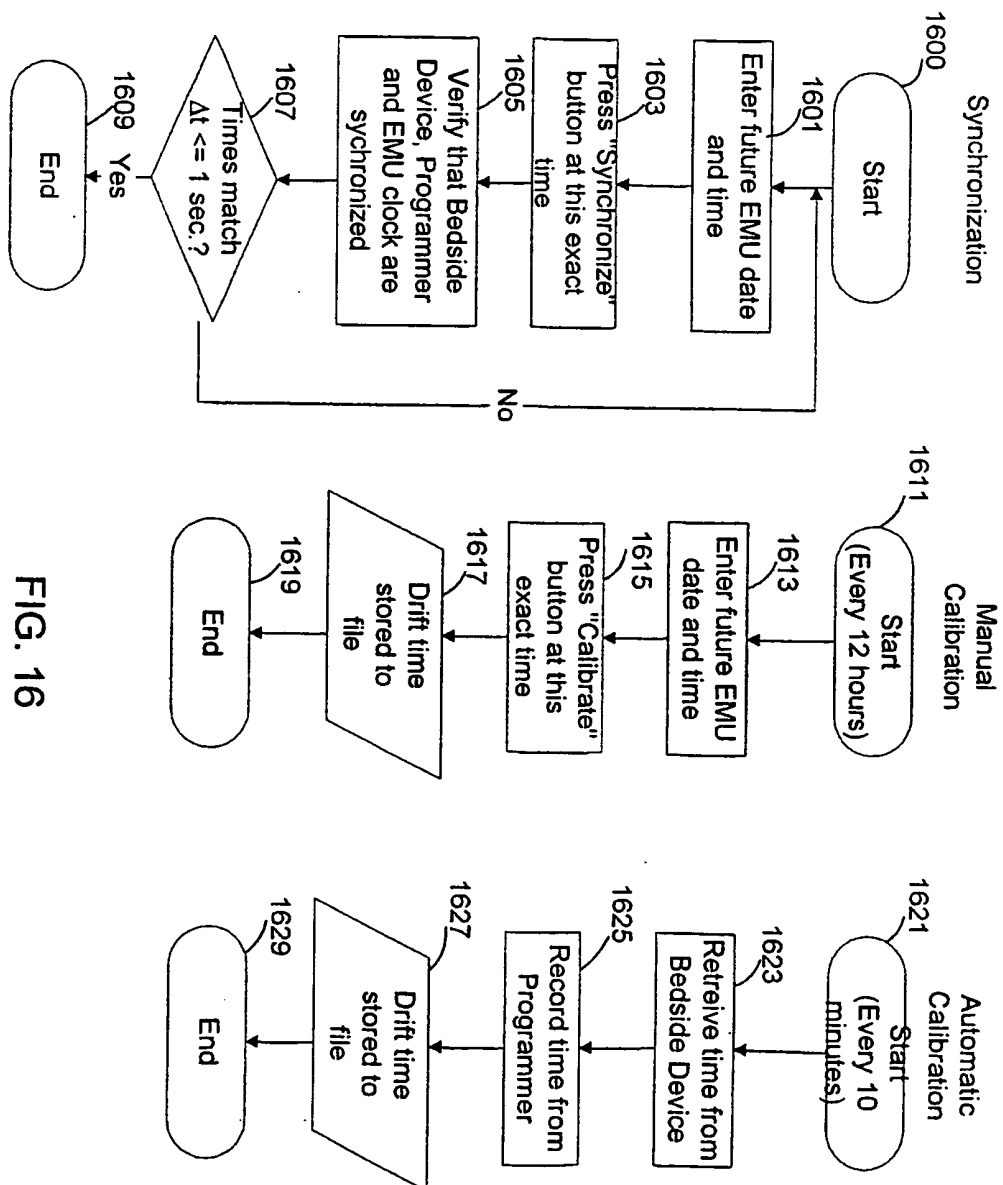 Synchronization
1600
Start
1601
Enter future EMU date
and time
1603
Press "Synchronize"
button at this exact
time
1605
Verify that Bedside
Device, Programmer
and EMU clock are
sychronized
1607
Times match
Δt <= 1 sec.?
No
Yes
1609
End
Manual
Calibration
1611
Start
(Every 12 hours)
1613
Enter future EMU
date and time
1615
Press "Calibrate"
button at this
exact time
1617
Drift time
stored to
file
1619
End
Automatic
Calibration
1621
Start
(Every 10
minutes)
1623
Retreive time from
Bedside Device
1625
Record time from
Programmer
1627
Drift time
stored to
file
1629
End
FIG. 16